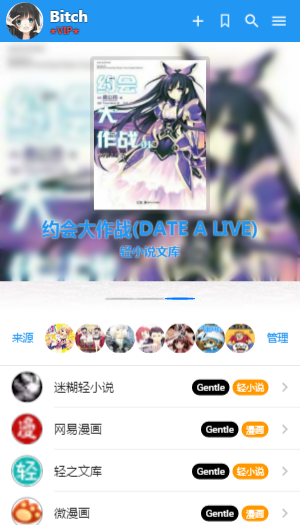 Bitch
★VIP★
约会
大
作战
约会大作战(DATE A LIVE)
轻小说文库
来源
管理
迷糊轻小说
Gentle
轻小说
漫
网易漫画
Gentle
漫画
轻
轻之文库
Gentle
轻小说
微漫画
Gentle
漫画